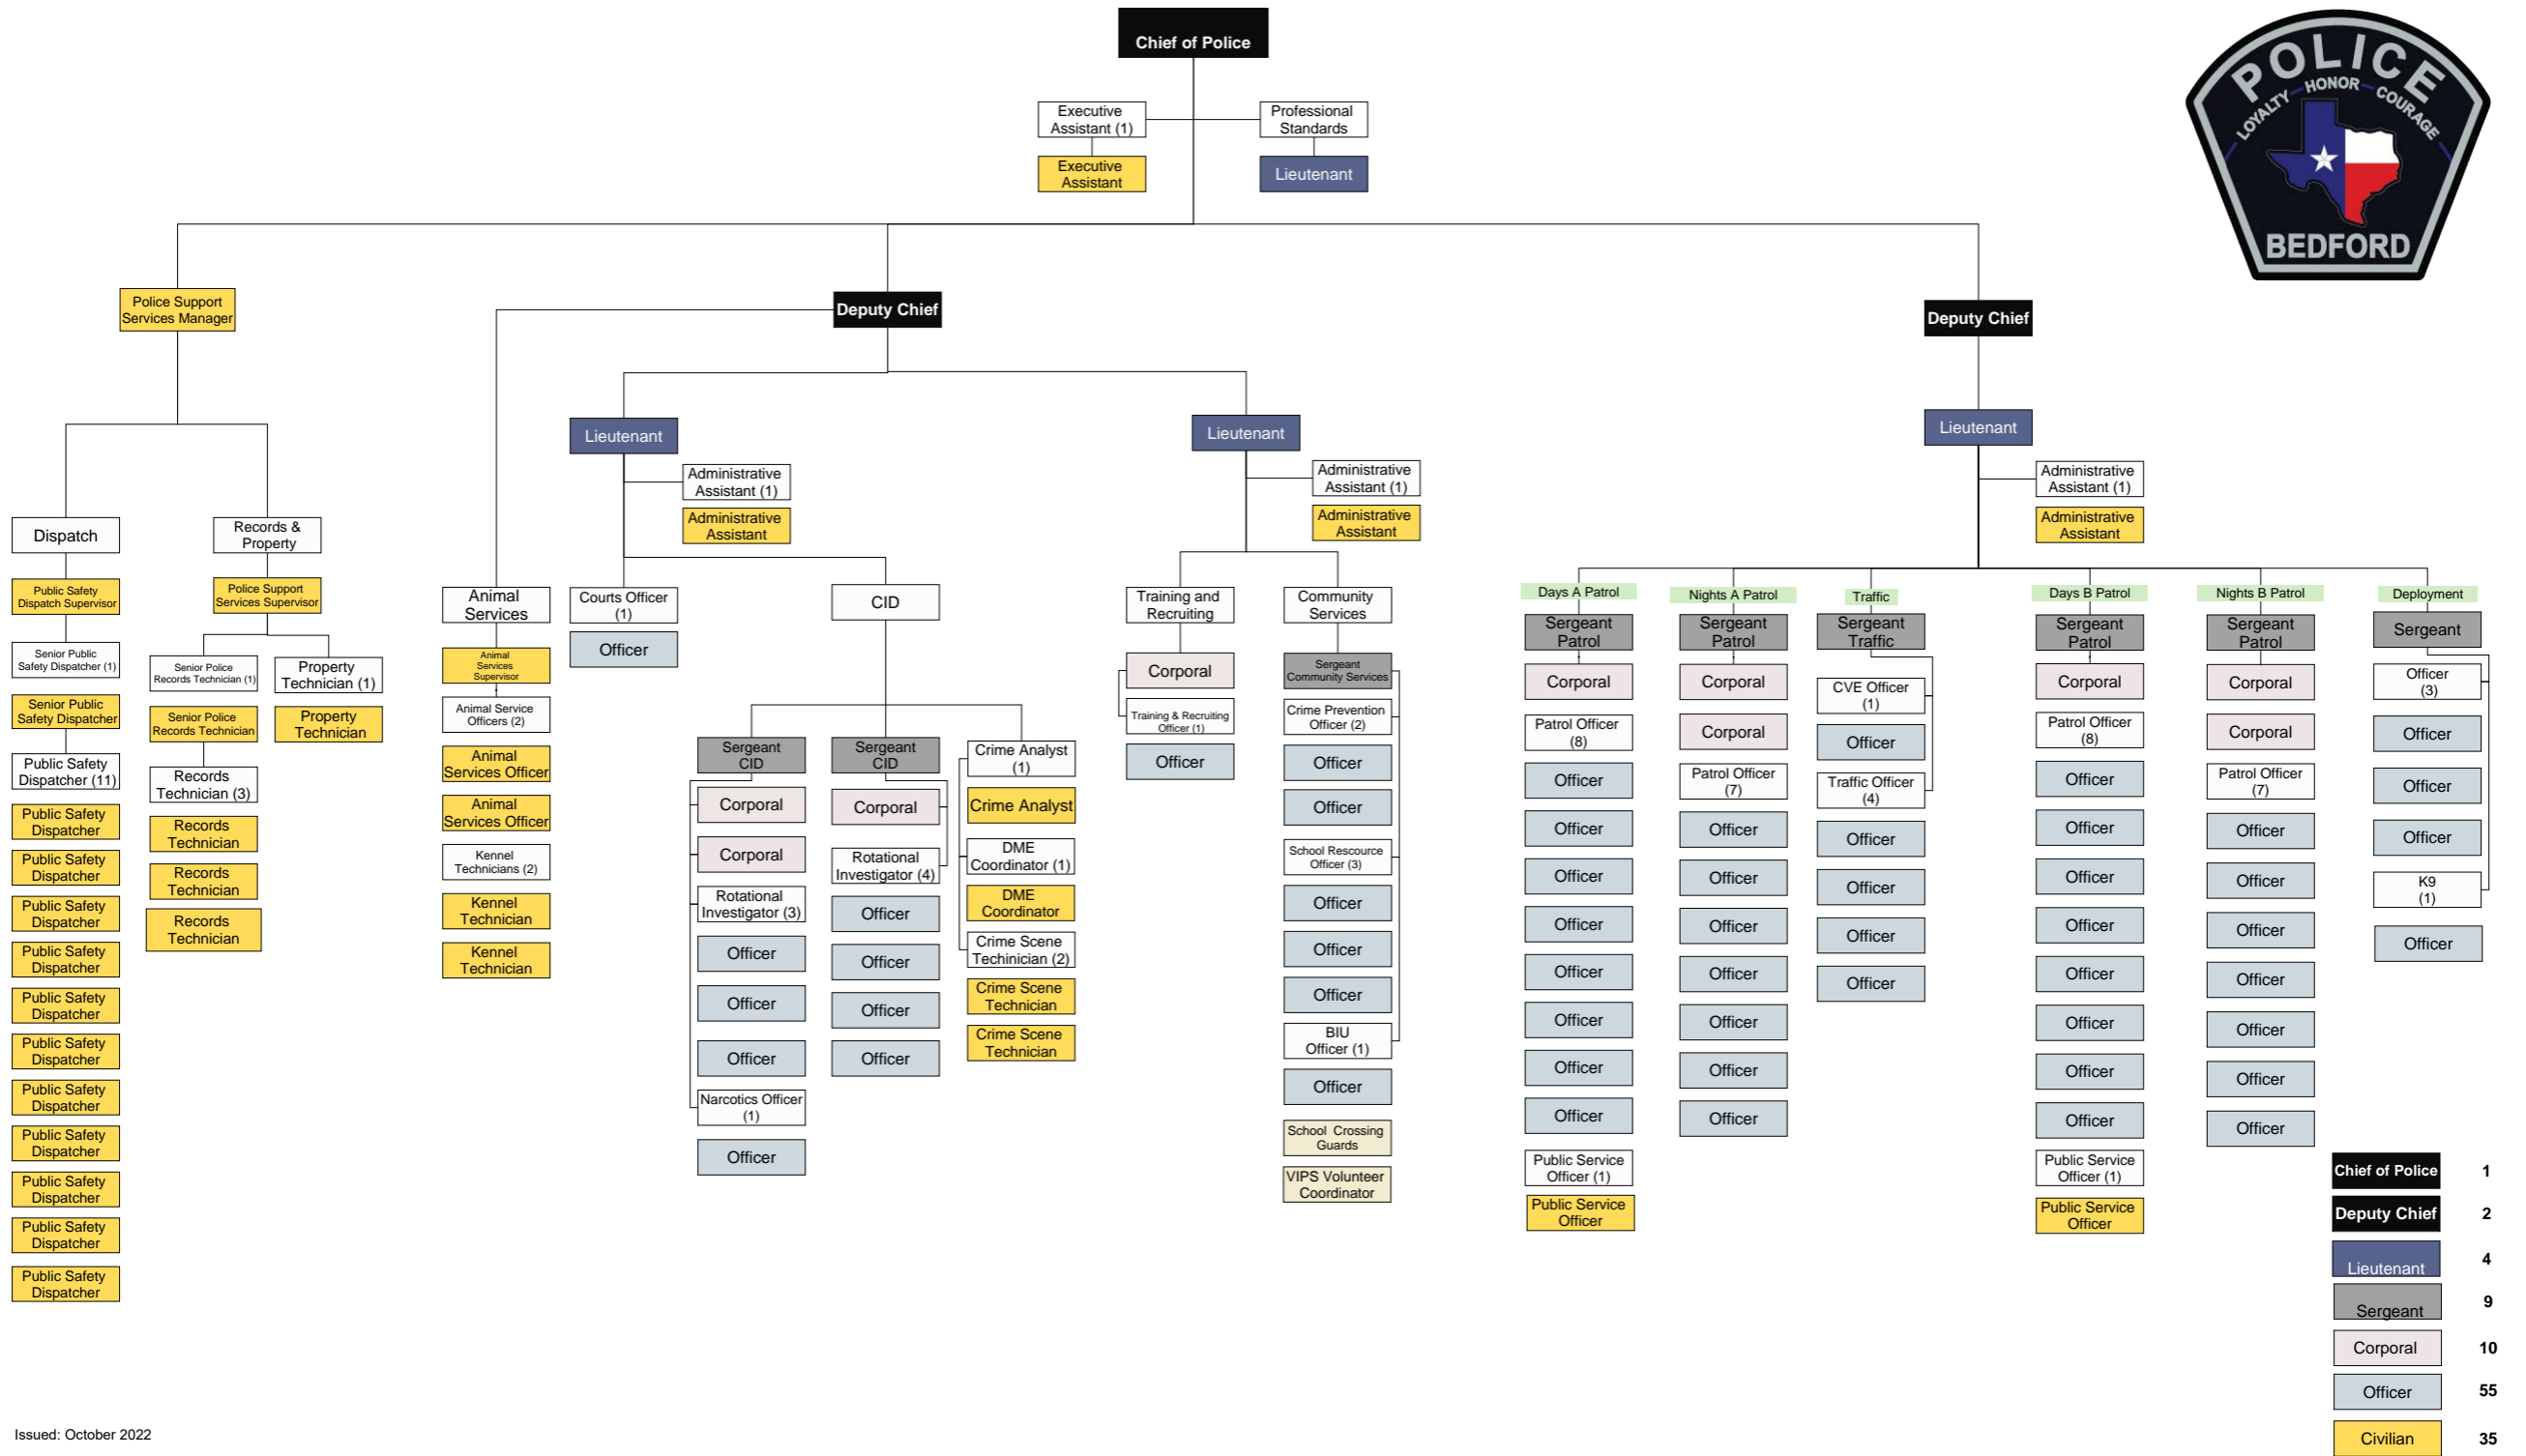 Chief of Police
POLICE
LOYALTY HONOR COURAGE
BEDFORD
Executive
Assistant (1)
Executive
Assistant
Professional
Standards
Lieutenant
Police Support
Services Manager
Deputy Chief
Deputy Chief
Dispatch
Public Safety
Dispatch Supervisor
Senior Public
Safety Dispatcher (1)
Senior Public
Safety Dispatcher
Public Safety
Dispatcher (11)
Public Safety
Dispatcher
Public Safety
Dispatcher
Public Safety
Dispatcher
Public Safety
Dispatcher
Public Safety
Dispatcher
Public Safety
Dispatcher
Public Safety
Dispatcher
Public Safety
Dispatcher
Public Safety
Dispatcher
Public Safety
Dispatcher
Public Safety
Dispatcher
Records &
Property
Police Support
Services Supervisor
Senior Police
Records Technician (1)
Senior Police
Records Technician
Records
Technician (3)
Records
Technician
Records
Technician
Records
Technician
Property
Technician (1)
Property
Technician
Animal
Services
Animal
Services
Supervisor
Animal Service
Officers (2)
Animal
Services Officer
Animal
Services Officer
Kennel
Technicians (2)
Kennel
Technician
Kennel
Technician
Lieutenant
Administrative
Assistant (1)
Administrative
Assistant
Courts Officer
(1)
Officer
CID
Sergeant
CID
Corporal
Corporal
Rotational
Investigator (3)
Officer
Officer
Officer
Narcotics Officer
(1)
Officer
Sergeant
CID
Corporal
Rotational
Investigator (4)
Officer
Officer
Officer
Officer
Crime Analyst
(1)
Crime Analyst
DME
Coordinator (1)
DME
Coordinator
Crime Scene
Techinician (2)
Crime Scene
Technician
Crime Scene
Technician
Lieutenant
Administrative
Assistant (1)
Administrative
Assistant
Training and
Recruiting
Corporal
Training & Recruiting
Officer (1)
Officer
Community
Services
Sergeant
Community Services
Crime Prevention
Officer (2)
Officer
Officer
School Rescource
Officer (3)
Officer
Officer
Officer
BIU
Officer (1)
Officer
School Crossing
Guards
VIPS Volunteer
Coordinator
Lieutenant
Administrative
Assistant (1)
Administrative
Assistant
Days A Patrol
Sergeant
Patrol
Corporal
Patrol Officer
(8)
Officer
Officer
Officer
Officer
Officer
Officer
Officer
Officer
Public Service
Officer (1)
Public Service
Officer
Nights A Patrol
Sergeant
Patrol
Corporal
Corporal
Patrol Officer
(7)
Officer
Officer
Officer
Officer
Officer
Officer
Officer
Traffic
Sergeant
Traffic
CVE Officer
(1)
Officer
Traffic Officer
(4)
Officer
Officer
Officer
Officer
Days B Patrol
Sergeant
Patrol
Corporal
Patrol Officer
(8)
Officer
Officer
Officer
Officer
Officer
Officer
Officer
Officer
Public Service
Officer (1)
Public Service
Officer
Nights B Patrol
Sergeant
Patrol
Corporal
Corporal
Patrol Officer
(7)
Officer
Officer
Officer
Officer
Officer
Officer
Officer
Deployment
Sergeant
Officer
(3)
Officer
Officer
Officer
K9
(1)
Officer
Chief of Police 1
Deputy Chief 2
Lieutenant 4
Sergeant 9
Corporal 10
Officer 55
Civilian 35
Issued: October 2022